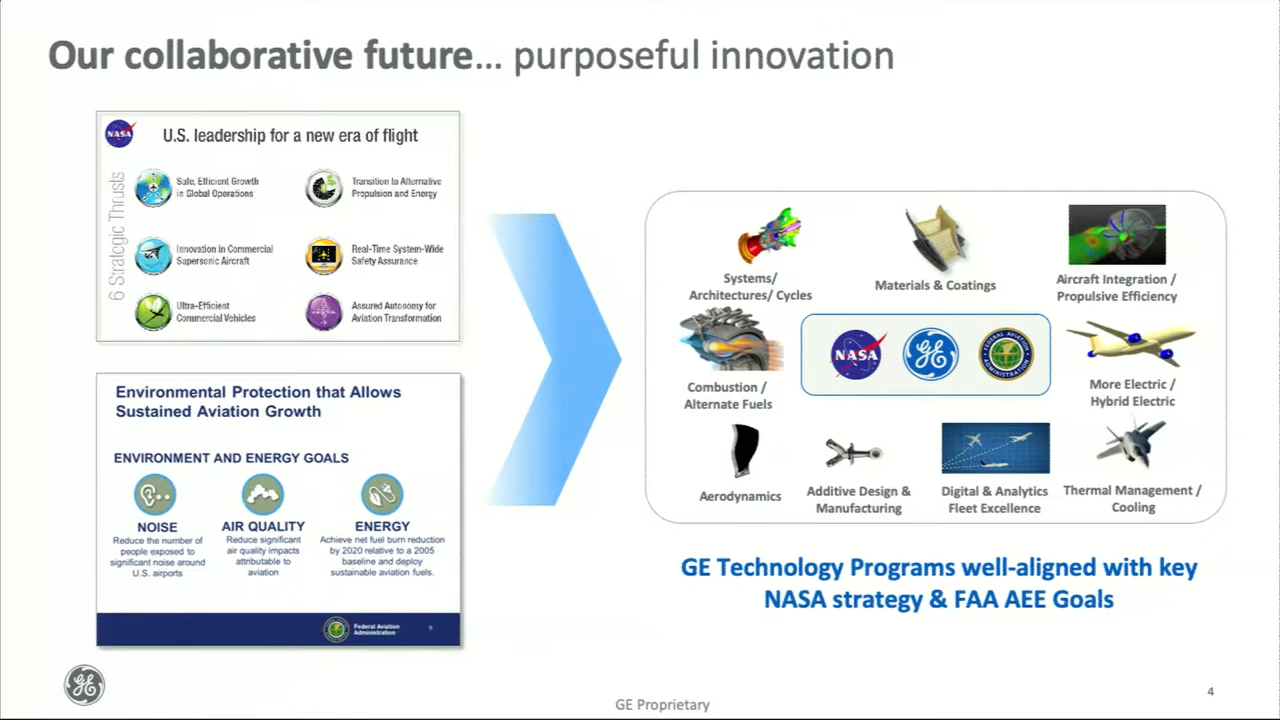 Our collaborative future... purposeful innovation
NASA
U.S. leadership for a new era of flight
6 Strategic Thrusts
Safe, Efficient Growth
in Global Operations
Transition to Alternative
Propulsion and Energy
Innovation in Commercial
Supersonic Aircraft
Real-Time System-Wide
Safety Assurance
Ultra-Efficient
Commercial Vehicles
Assured Autonomy for
Aviation Transformation
Environmental Protection that Allows
Sustained Aviation Growth
ENVIRONMENT AND ENERGY GOALS
NOISE
Reduce the number of
people exposed to
significant noise around
U.S. airports
AIR QUALITY
Reduce significant
air quality impacts
attributable to
aviation
ENERGY
Achieve net fuel burn reduction
by 2020 relative to a 2005
baseline and deploy
sustainable aviation fuels.
Federal Aviation
Administration
9
Systems/
Architectures/ Cycles
Materials & Coatings
Aircraft Integration /
Propulsive Efficiency
Combustion /
Alternate Fuels
NASA
GE
FEDERAL AVIATION
ADMINISTRATION
More Electric /
Hybrid Electric
Aerodynamics
Additive Design &
Manufacturing
Digital & Analytics
Fleet Excellence
Thermal Management /
Cooling
GE Technology Programs well-aligned with key
NASA strategy & FAA AEE Goals
GE
GE Proprietary
4